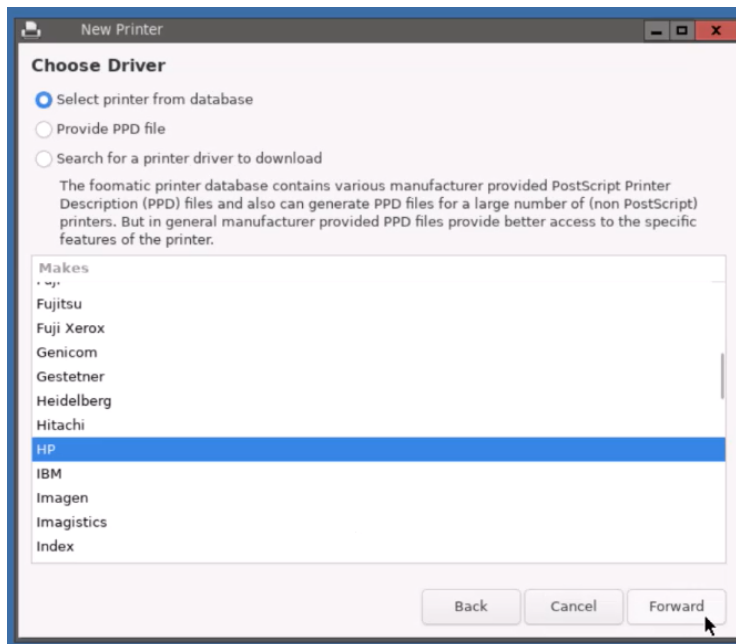 New Printer
Choose Driver
Select printer from database
Provide PPD file
Search for a printer driver to download
The foomatic printer database contains various manufacturer provided PostScript Printer
Description (PPD) files and also can generate PPD files for a large number of (non PostScript)
printers. But in general manufacturer provided PPD files provide better access to the specific
features of the printer.
Makes
Fujitsu
Fuji Xerox
Genicom
Gestetner
Heidelberg
Hitachi
HP
IBM
Imagen
Imagistics
Index
Back Cancel Forward